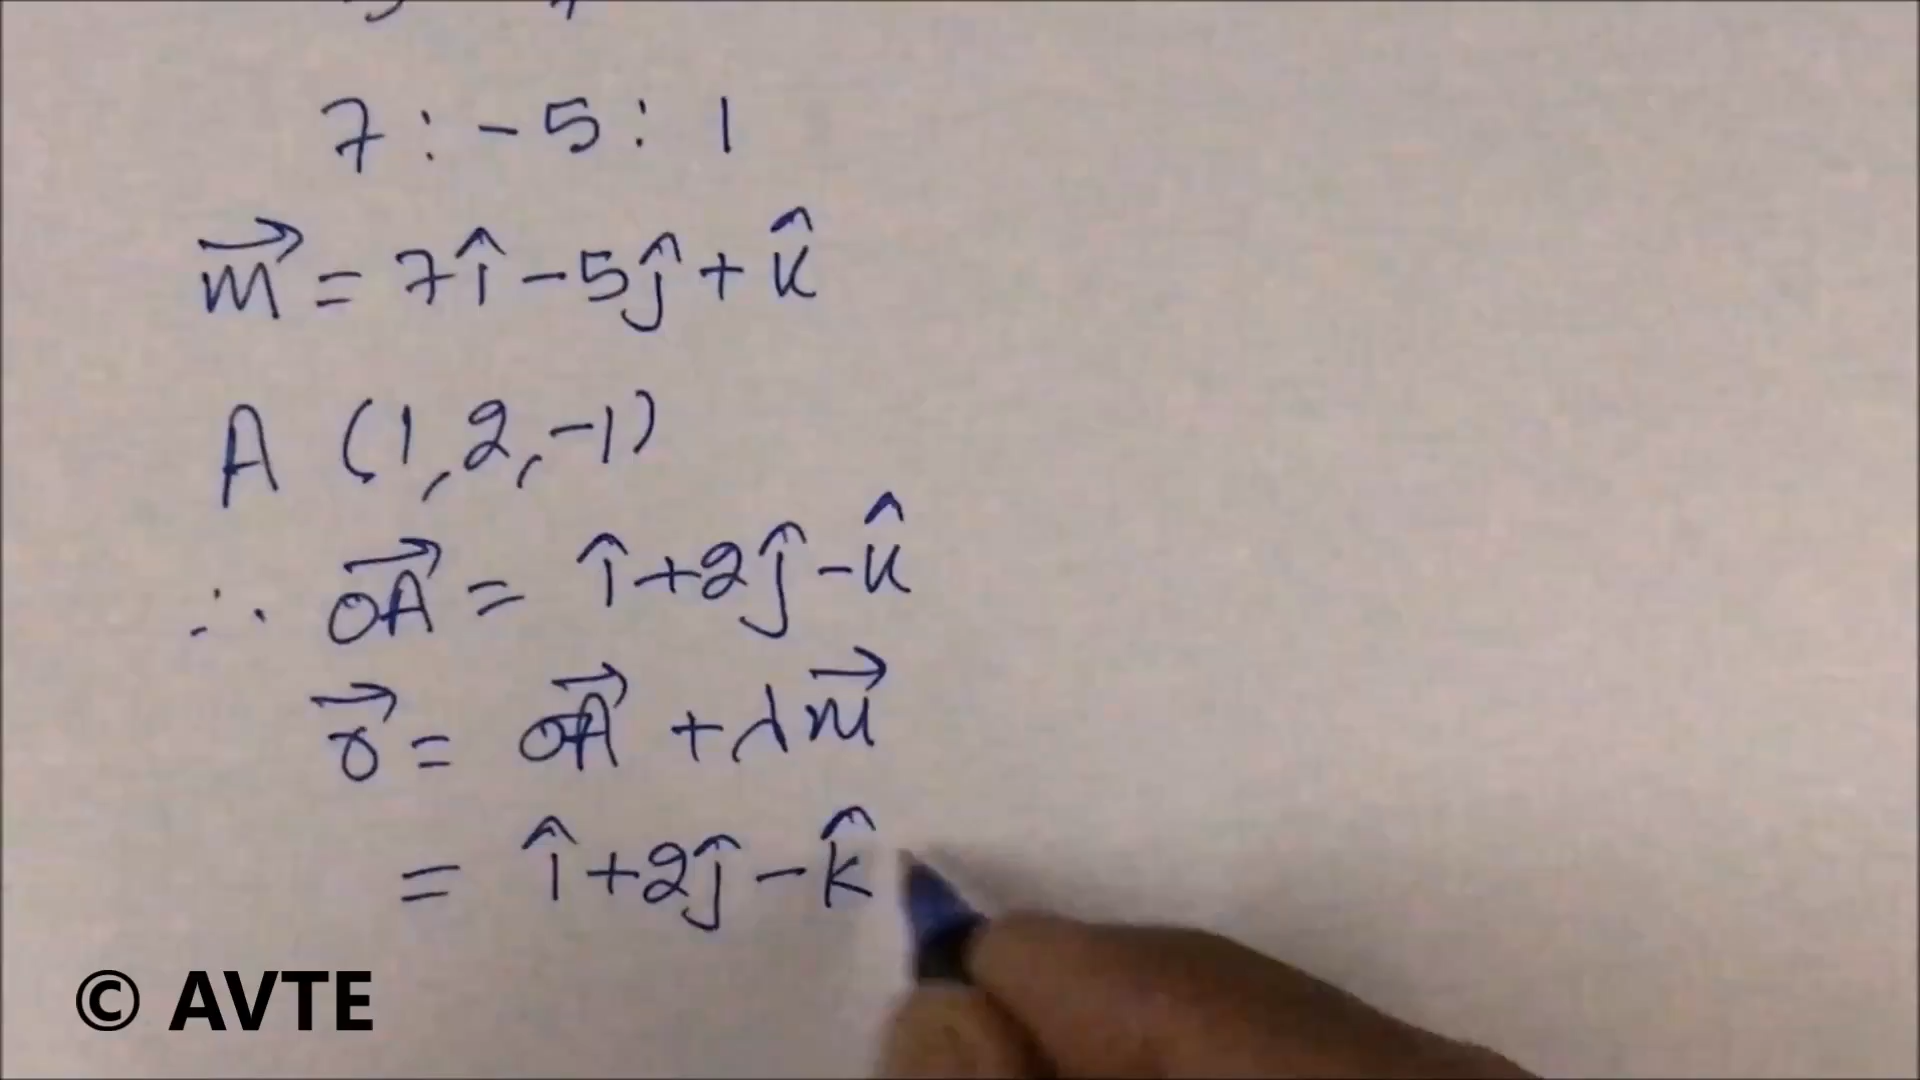 7 : -5 : 1
m⃗ = 7î - 5ĵ + k̂
A (1, 2, -1)
∴ OA⃗ = î + 2ĵ - k̂
r⃗ = OA⃗ + λm⃗
= î + 2ĵ - k̂
© AVTE